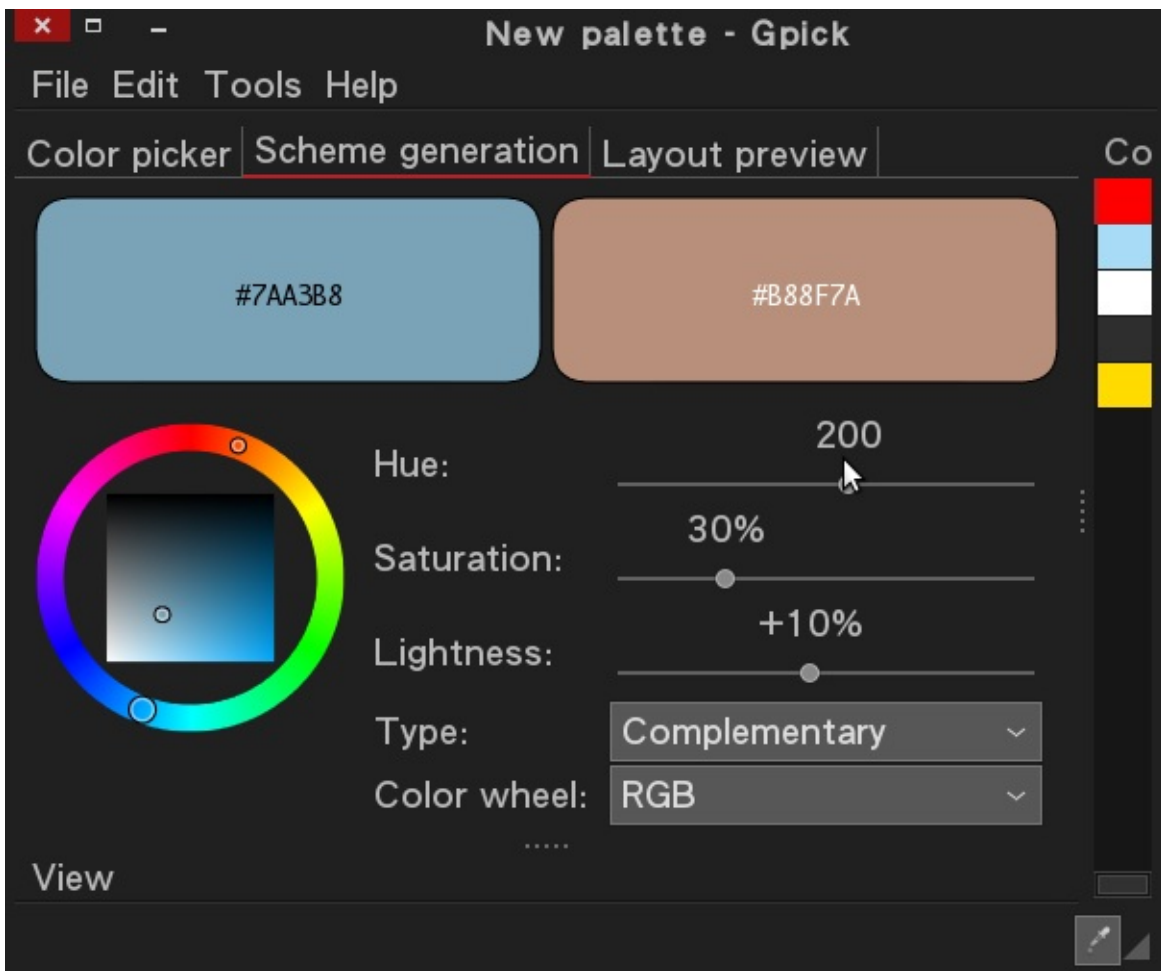 New palette - Gpick
File Edit Tools Help
Color picker Scheme generation Layout preview Co
#7AA3B8 #B88F7A
200
Hue:
30%
Saturation:
+10%
Lightness:
Type: Complementary
Color wheel: RGB
View